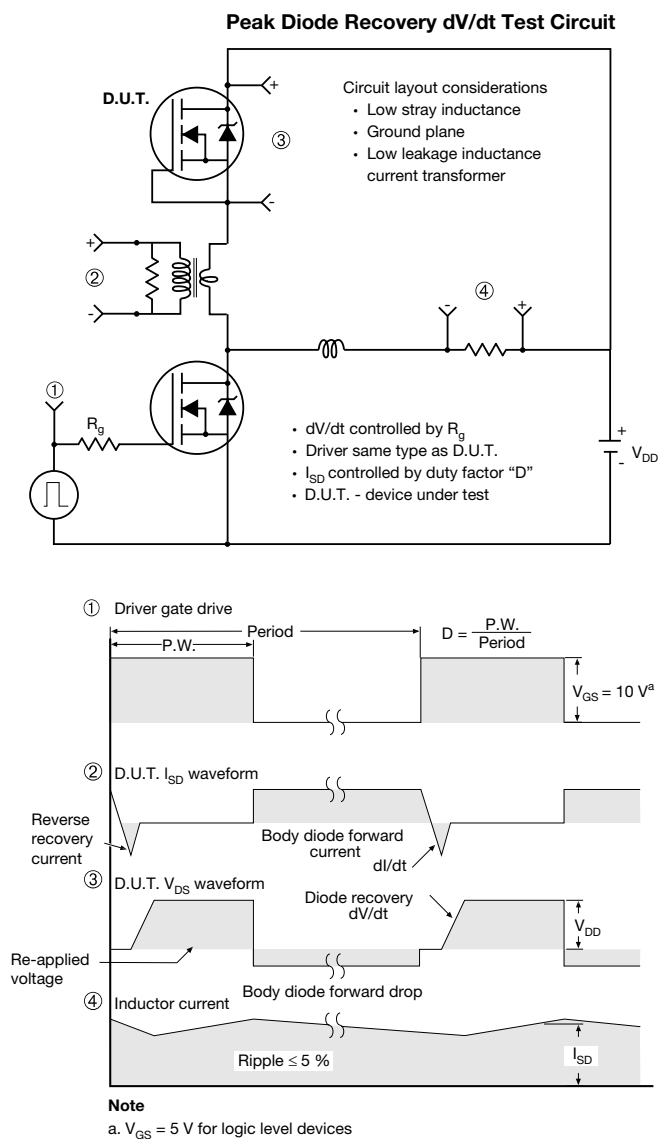 Peak Diode Recovery dV/dt Test Circuit
D.U.T.
+
-
③
Circuit layout considerations
• Low stray inductance
• Ground plane
• Low leakage inductance
current transformer
+
②
-
④
-
+
①
Rg
• dV/dt controlled by Rg
• Driver same type as D.U.T.
• ISD controlled by duty factor “D”
• D.U.T. - device under test
+
-
VDD
① Driver gate drive
Period
P.W.
D = P.W.
Period
VGS = 10 Va
② D.U.T. ISD waveform
Reverse
recovery
current
Body diode forward
current
dI/dt
③ D.U.T. VDS waveform
Diode recovery
dV/dt
VDD
Re-applied
voltage
Body diode forward drop
④ Inductor current
Ripple ≤ 5 %
ISD
Note
a. VGS = 5 V for logic level devices